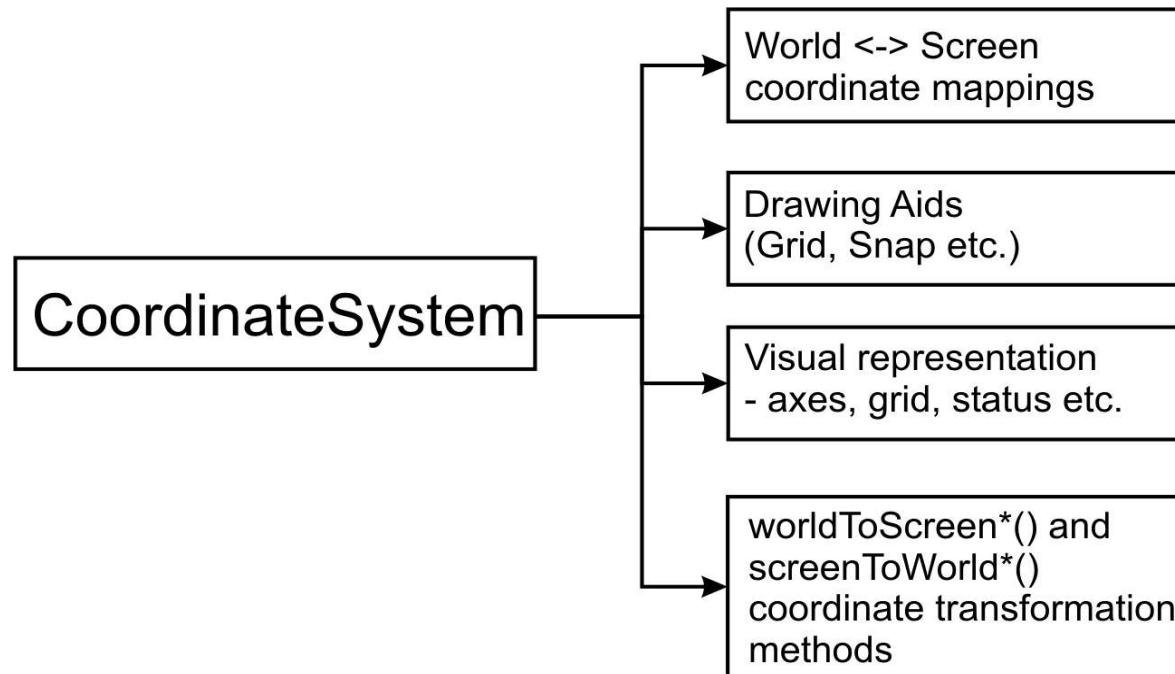 World <-> Screen
coordinate mappings
Drawing Aids
(Grid, Snap etc.)
CoordinateSystem
Visual representation
- axes, grid, status etc.
worldToScreen*() and
screenToWorld*()
coordinate transformation
methods